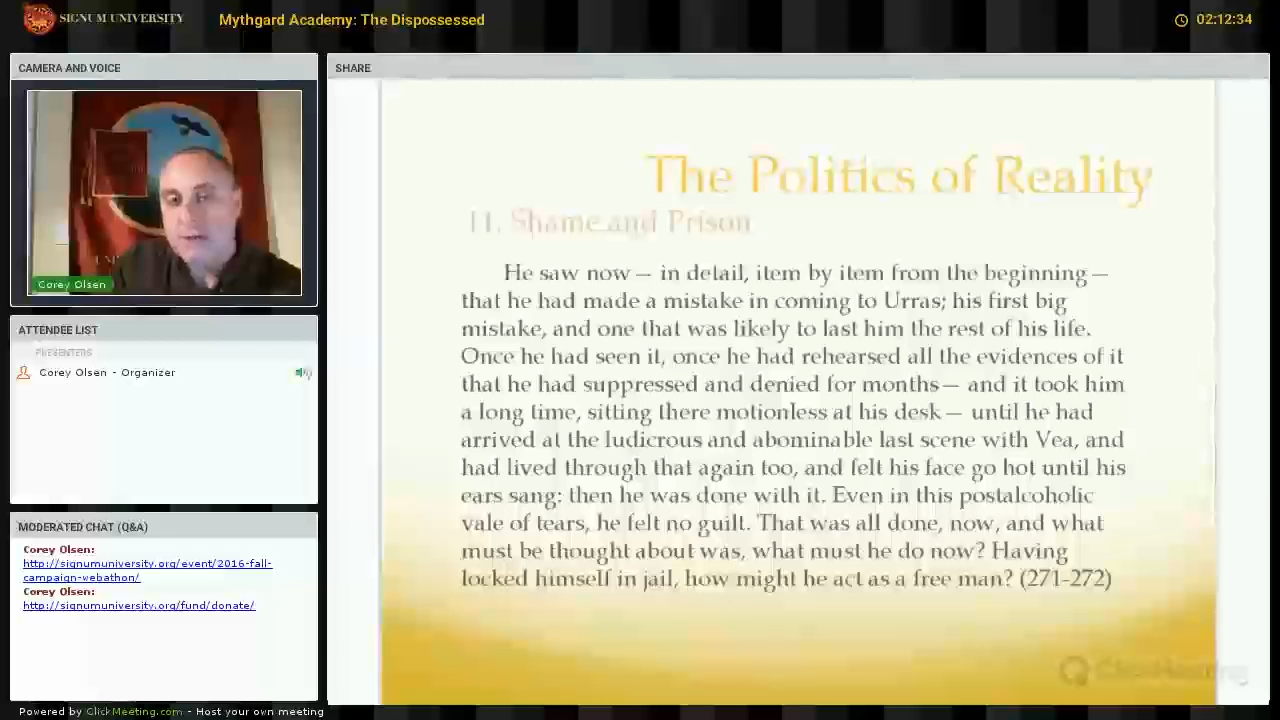 SIGNUM UNIVERSITY
Mythgard Academy: The Dispossessed
02:12:34
CAMERA AND VOICE
Corey Olsen
ATTENDEE LIST
PRESENTERS
Corey Olsen - Organizer
MODERATED CHAT (Q&A)
Corey Olsen:
http://signumuniversity.org/event/2016-fall-
campaign-webathon/
Corey Olsen:
http://signumuniversity.org/fund/donate/
SHARE
The Politics of Reality
11. Shame and Prison
He saw now — in detail, item by item from the beginning —
that he had made a mistake in coming to Urras; his first big
mistake, and one that was likely to last him the rest of his life.
Once he had seen it, once he had rehearsed all the evidences of it
that he had suppressed and denied for months — and it took him
a long time, sitting there motionless at his desk — until he had
arrived at the ludicrous and abominable last scene with Vea, and
had lived through that again too, and felt his face go hot until his
ears sang: then he was done with it. Even in this postalcoholic
vale of tears, he felt no guilt. That was all done, now, and what
must be thought about was, what must he do now? Having
locked himself in jail, how might he act as a free man? (271-272)
ClickMeeting
Powered by ClickMeeting.com - Host your own meeting